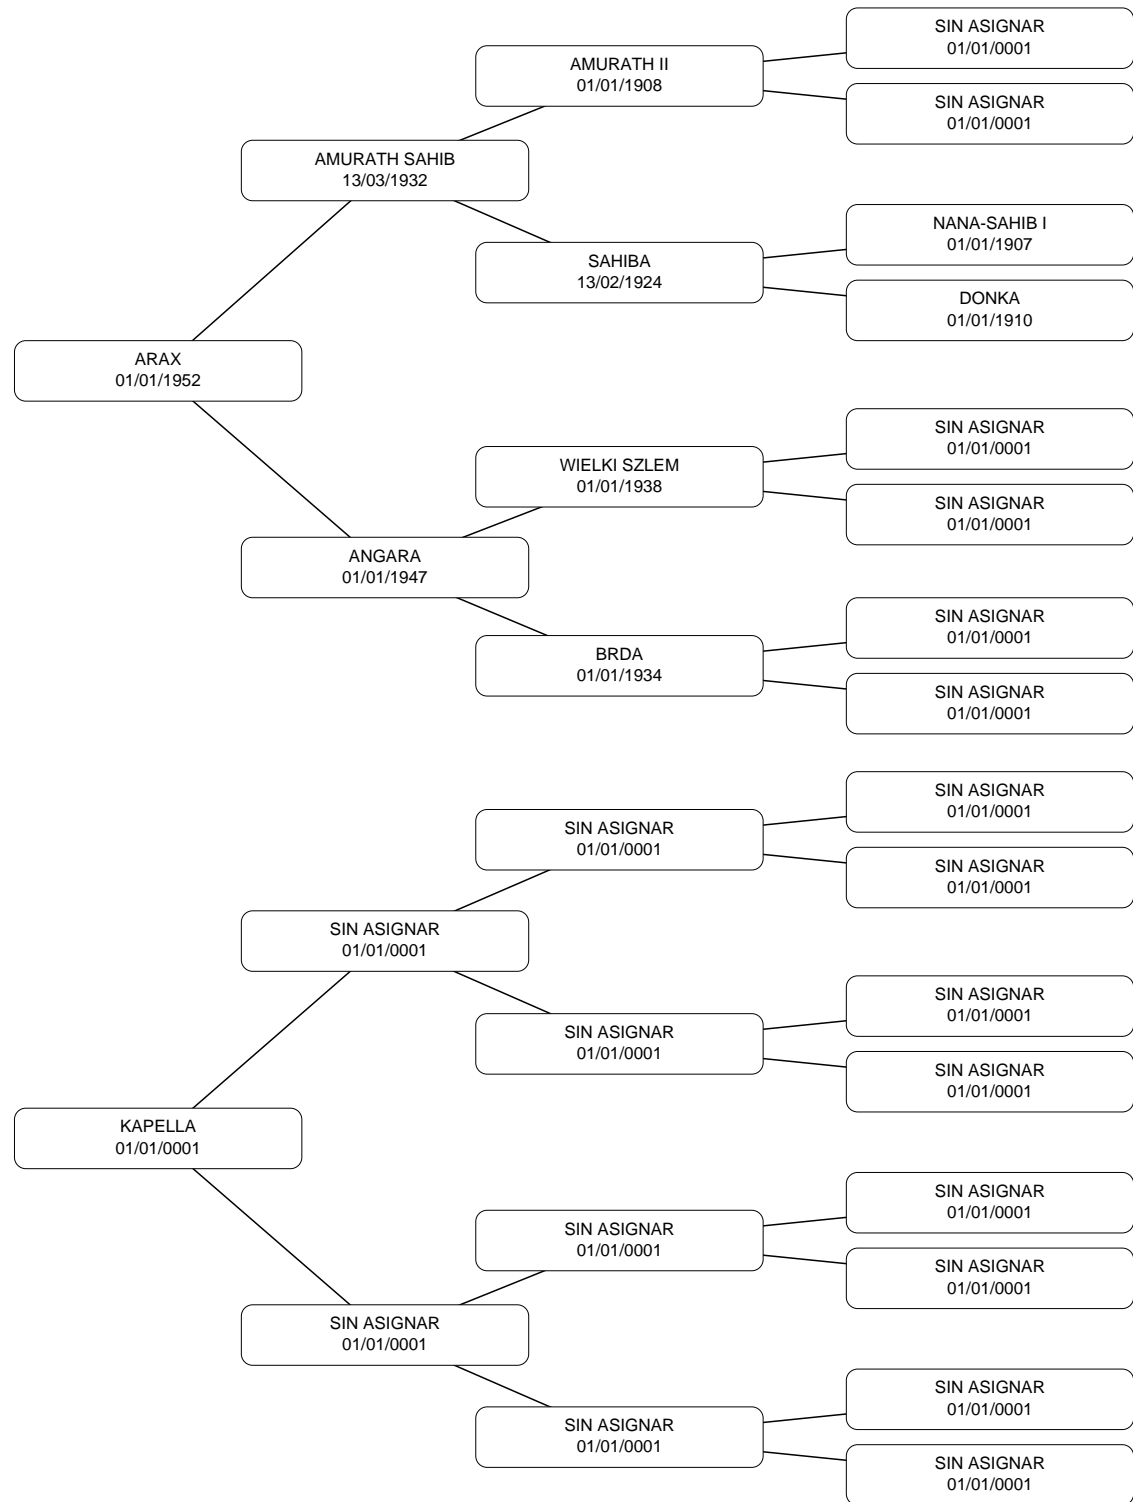 SIN ASIGNAR
01/01/0001
AMURATH II
01/01/1908
SIN ASIGNAR
01/01/0001
AMURATH SAHIB
13/03/1932
NANA-SAHIB I
01/01/1907
SAHIBA
13/02/1924
DONKA
01/01/1910
ARAX
01/01/1952
SIN ASIGNAR
01/01/0001
WIELKI SZLEM
01/01/1938
SIN ASIGNAR
01/01/0001
ANGARA
01/01/1947
SIN ASIGNAR
01/01/0001
BRDA
01/01/1934
SIN ASIGNAR
01/01/0001
SIN ASIGNAR
01/01/0001
SIN ASIGNAR
01/01/0001
SIN ASIGNAR
01/01/0001
SIN ASIGNAR
01/01/0001
SIN ASIGNAR
01/01/0001
SIN ASIGNAR
01/01/0001
SIN ASIGNAR
01/01/0001
KAPELLA
01/01/0001
SIN ASIGNAR
01/01/0001
SIN ASIGNAR
01/01/0001
SIN ASIGNAR
01/01/0001
SIN ASIGNAR
01/01/0001
SIN ASIGNAR
01/01/0001
SIN ASIGNAR
01/01/0001
SIN ASIGNAR
01/01/0001